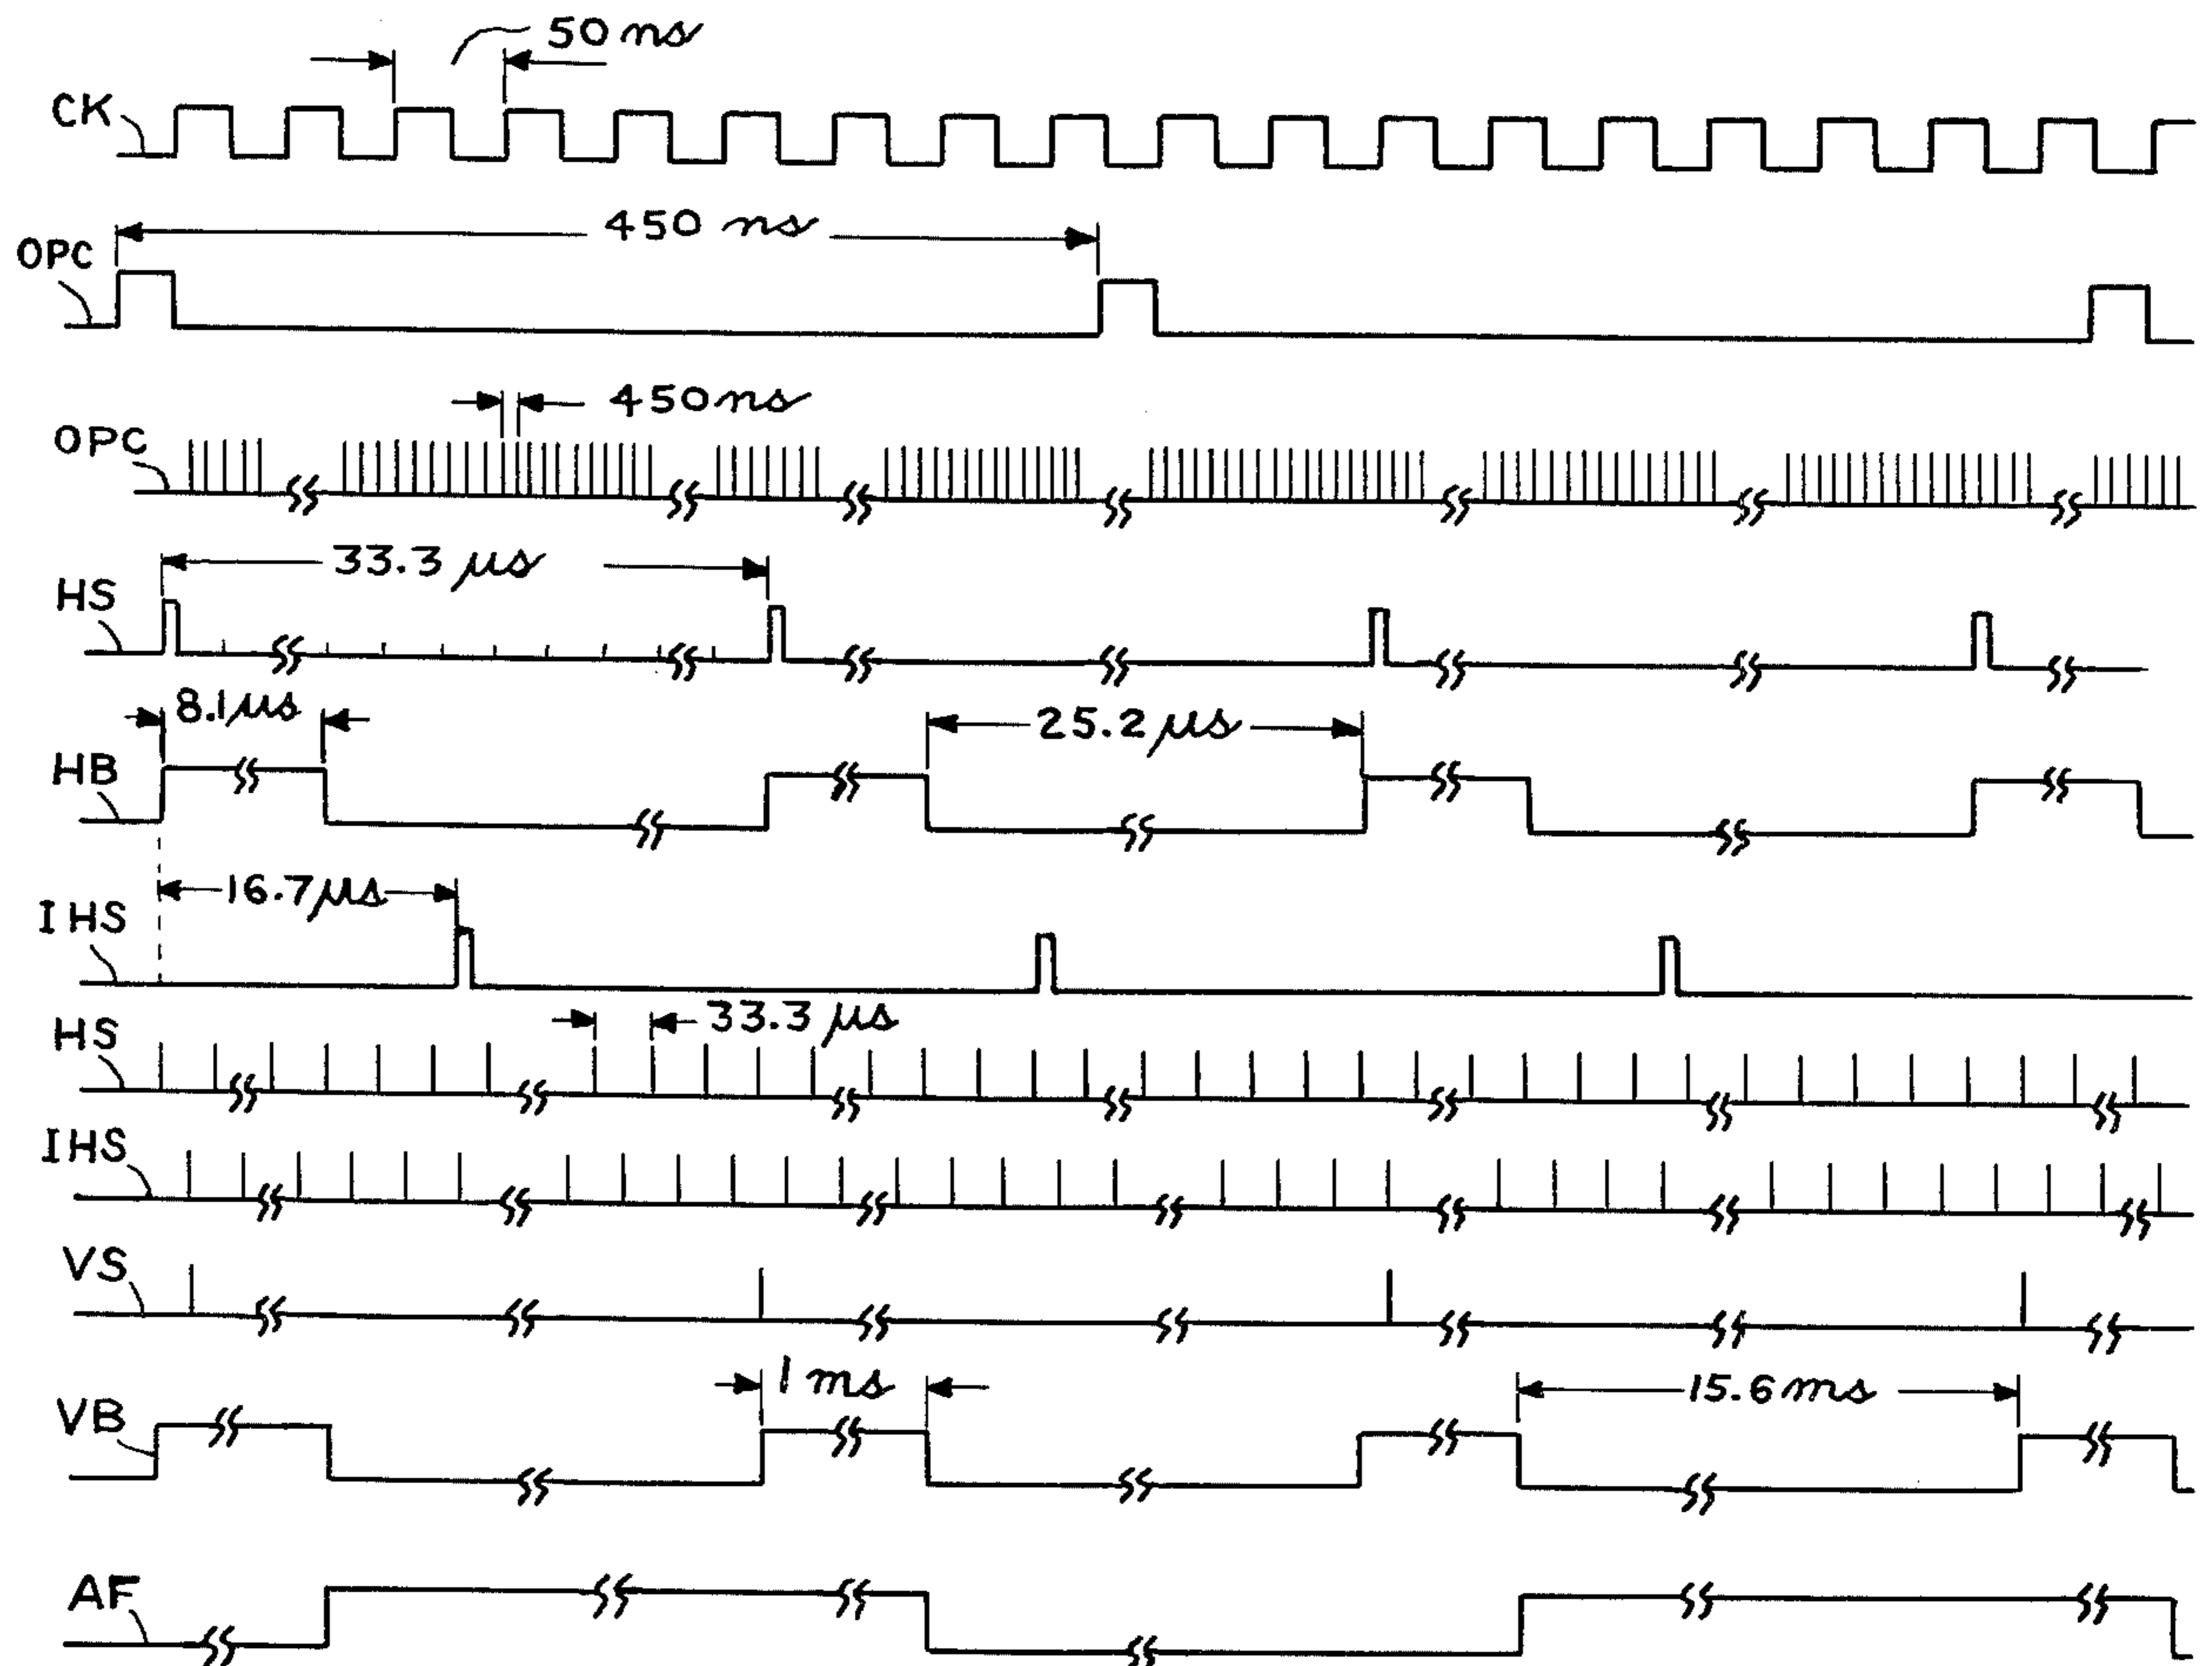 50 ns
CK
450 ns
OPC
450 ns
OPC
33.3 μs
HS
8.1 μs
25.2 μs
HB
16.7 μs
IHS
33.3 μs
HS
IHS
VS
1 ms
15.6 ms
VB
AF